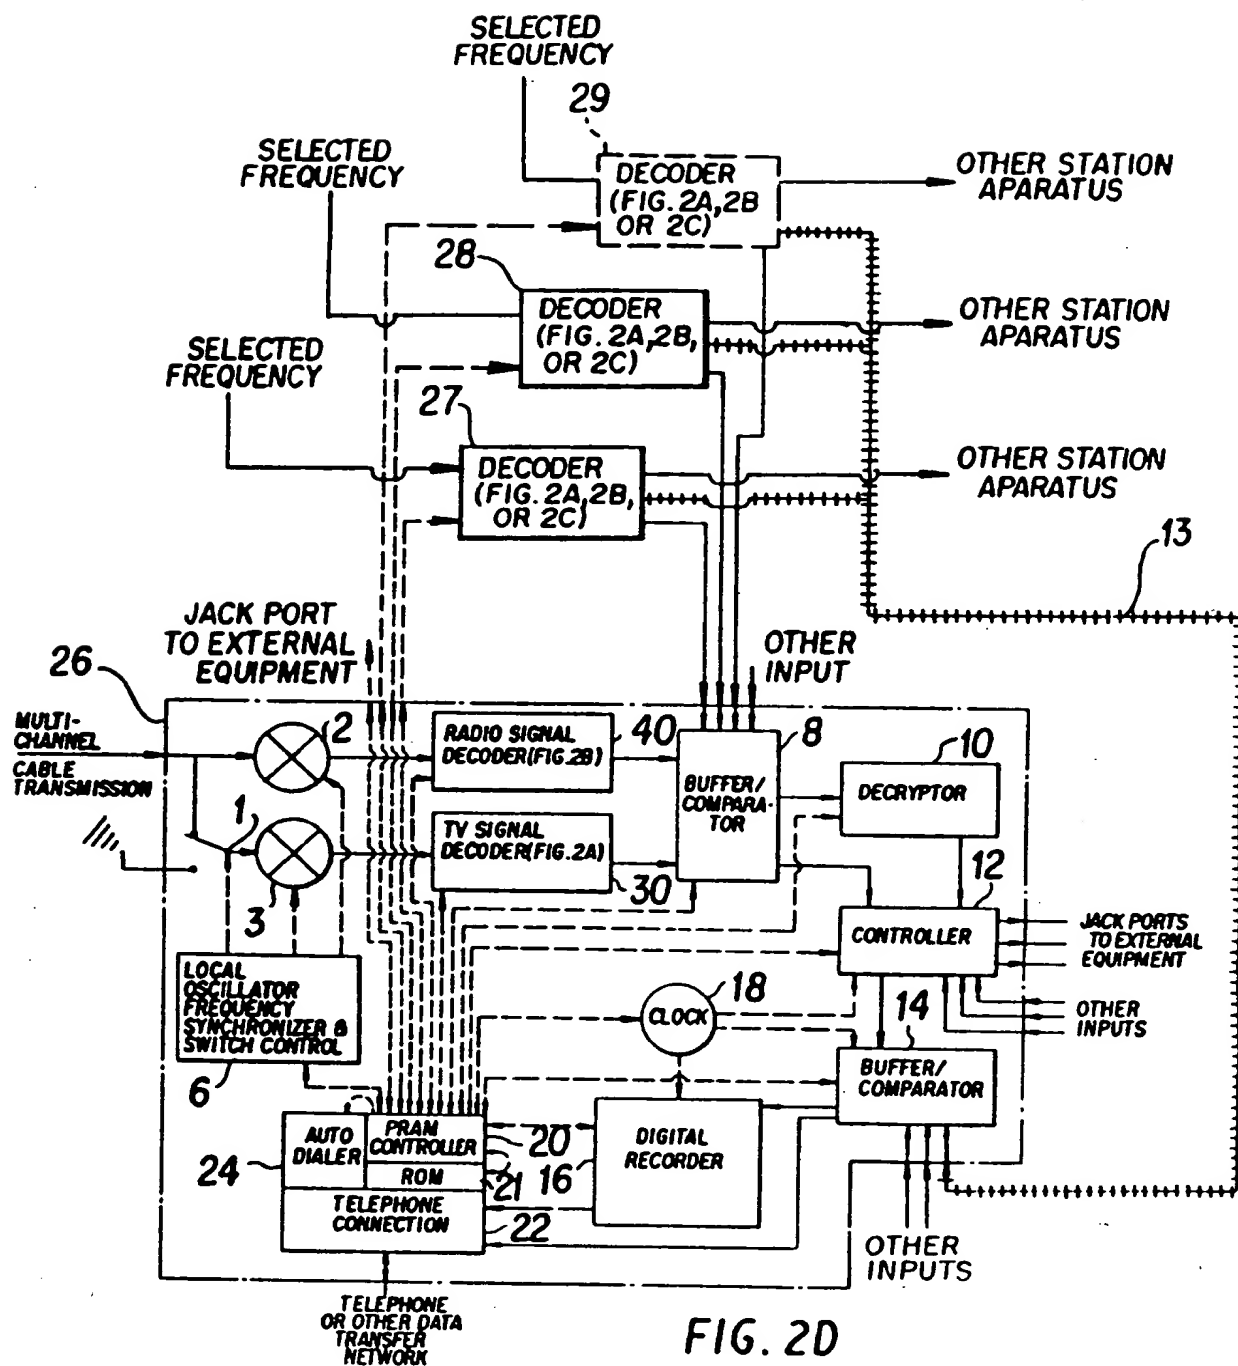 SELECTED
FREQUENCY
29
SELECTED
FREQUENCY
DECODER
(FIG. 2A, 2B
OR 2C)
OTHER STATION
APARATUS
28
DECODER
(FIG. 2A, 2B,
OR 2C)
OTHER STATION
APARATUS
SELECTED
FREQUENCY
27
DECODER
(FIG. 2A, 2B,
OR 2C)
OTHER STATION
APARATUS
13
JACK PORT
TO EXTERNAL
EQUIPMENT
OTHER
INPUT
26
MULTI-
CHANNEL
CABLE
TRANSMISSION
2
RADIO SIGNAL
DECODER(FIG. 2B)
40
8
BUFFER/
COMPARA-
TOR
10
DECRYPTOR
1
3
TV SIGNAL
DECODER(FIG. 2A)
30
12
CONTROLLER
JACK PORTS
TO EXTERNAL
EQUIPMENT
LOCAL
OSCILLATOR
FREQUENCY
SYNCHRONIZER &
SWITCH CONTROL
6
18
CLOCK
14
OTHER
INPUTS
BUFFER/
COMPARATOR
AUTO
DIALER
24
PRAM
CONTROLLER
20
ROM
21
16
DIGITAL
RECORDER
TELEPHONE
CONNECTION
22
OTHER
INPUTS
TELEPHONE
OR OTHER DATA
TRANSFER
NETWORK
FIG. 2D